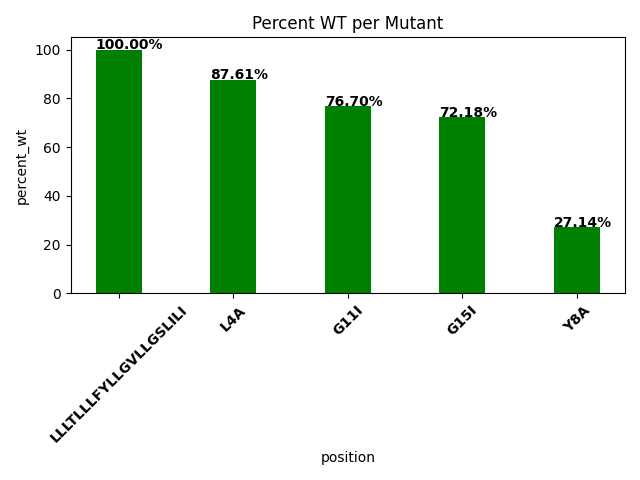 Percent WT per Mutant
percent_wt
100
80
60
40
20
0
100.00%
87.61%
76.70%
72.18%
27.14%
LLLTLLLFYLLGVLLGSLILI
L4A
G11I
G15I
Y8A
position